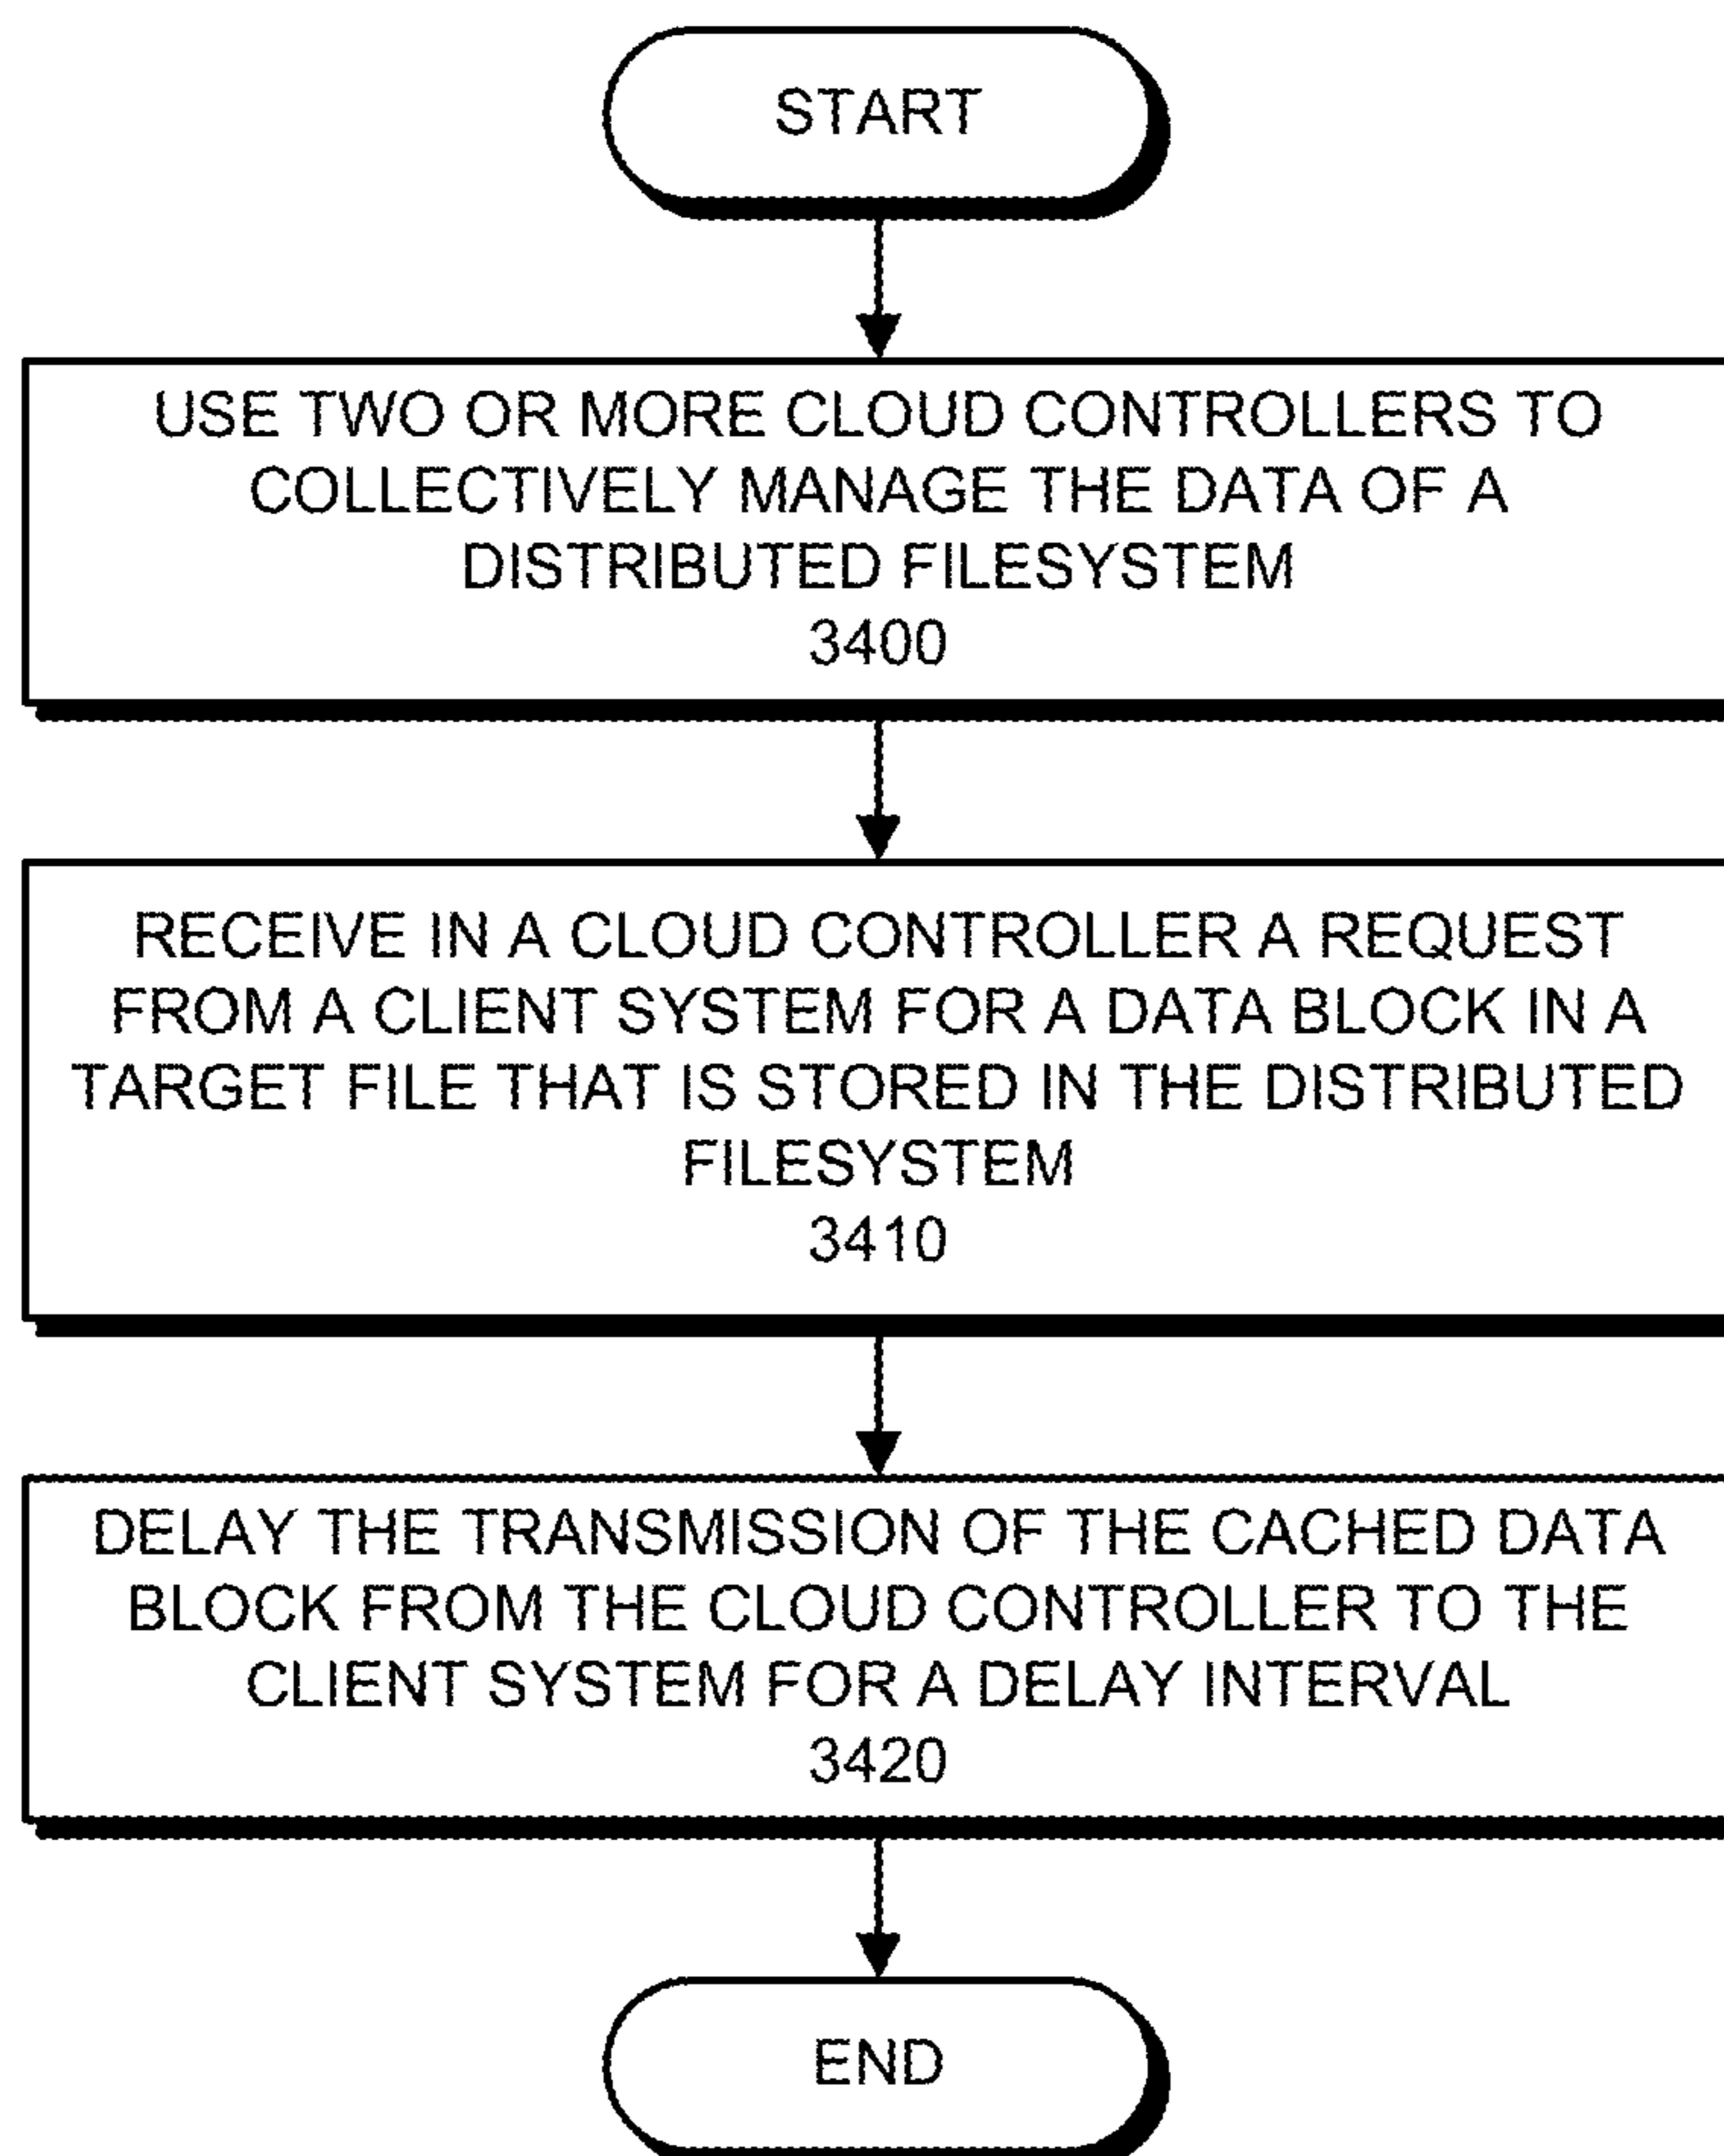 START
USE TWO OR MORE CLOUD CONTROLLERS TO
COLLECTIVELY MANAGE THE DATA OF A
DISTRIBUTED FILESYSTEM
3400
RECEIVE IN A CLOUD CONTROLLER A REQUEST
FROM A CLIENT SYSTEM FOR A DATA BLOCK IN A
TARGET FILE THAT IS STORED IN THE DISTRIBUTED
FILESYSTEM
3410
DELAY THE TRANSMISSION OF THE CACHED DATA
BLOCK FROM THE CLOUD CONTROLLER TO THE
CLIENT SYSTEM FOR A DELAY INTERVAL
3420
END